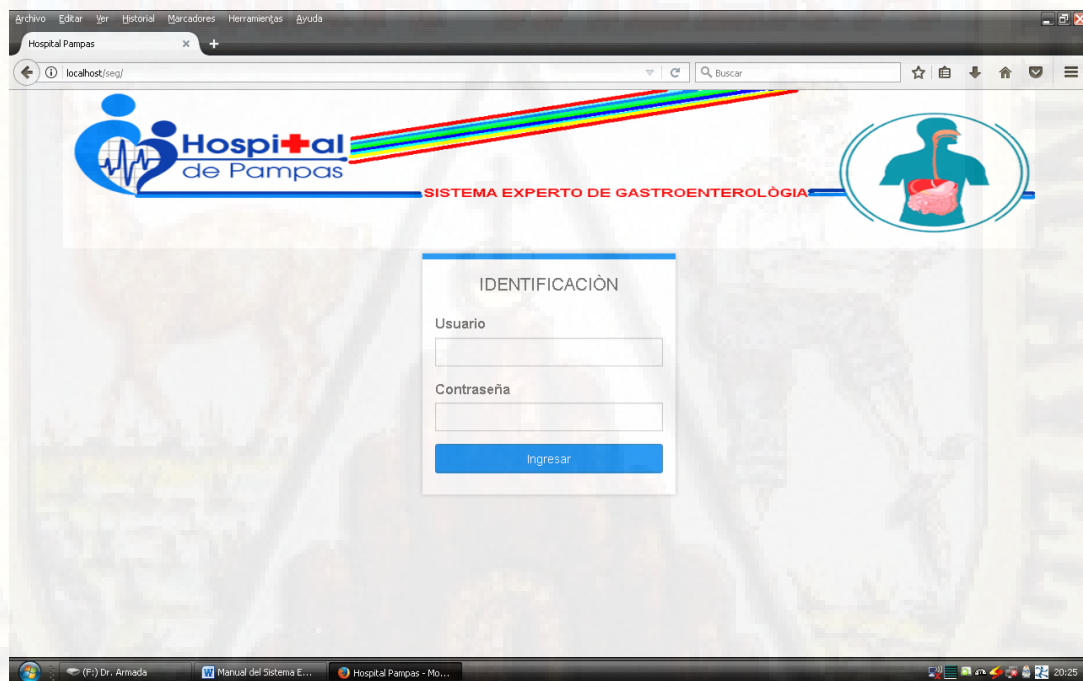 Archivo Editar Ver Historial Marcadores Herramientas Ayuda
Hospital Pampas
localhost/seg/
Buscar
Hospital
de Pampas
SISTEMA EXPERTO DE GASTROENTEROLÒGIA
IDENTIFICACIÒN
Usuario
Contraseña
Ingresar
(F:) Dr. Armada
Manual del Sistema E...
Hospital Pampas - Mo...
20:25